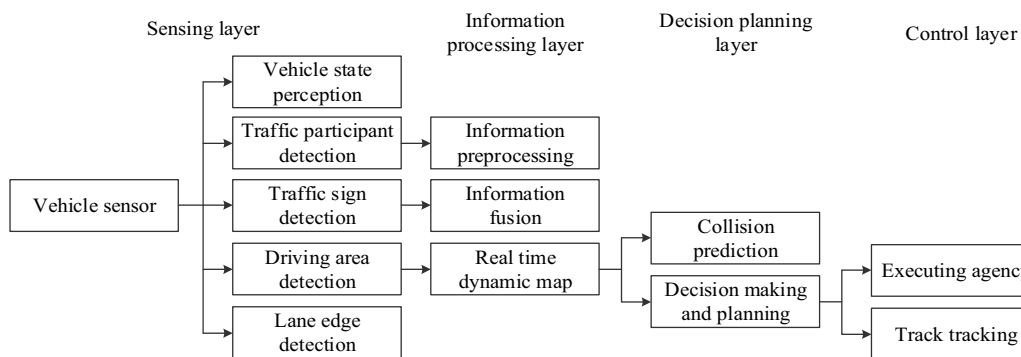 Sensing layer
Information
processing layer
Decision planning
layer
Control layer
Vehicle sensor
Vehicle state
perception
Traffic participant
detection
Traffic sign
detection
Driving area
detection
Lane edge
detection
Information
preprocessing
Information
fusion
Real time
dynamic map
Collision
prediction
Decision making
and planning
Executing agency
Track tracking